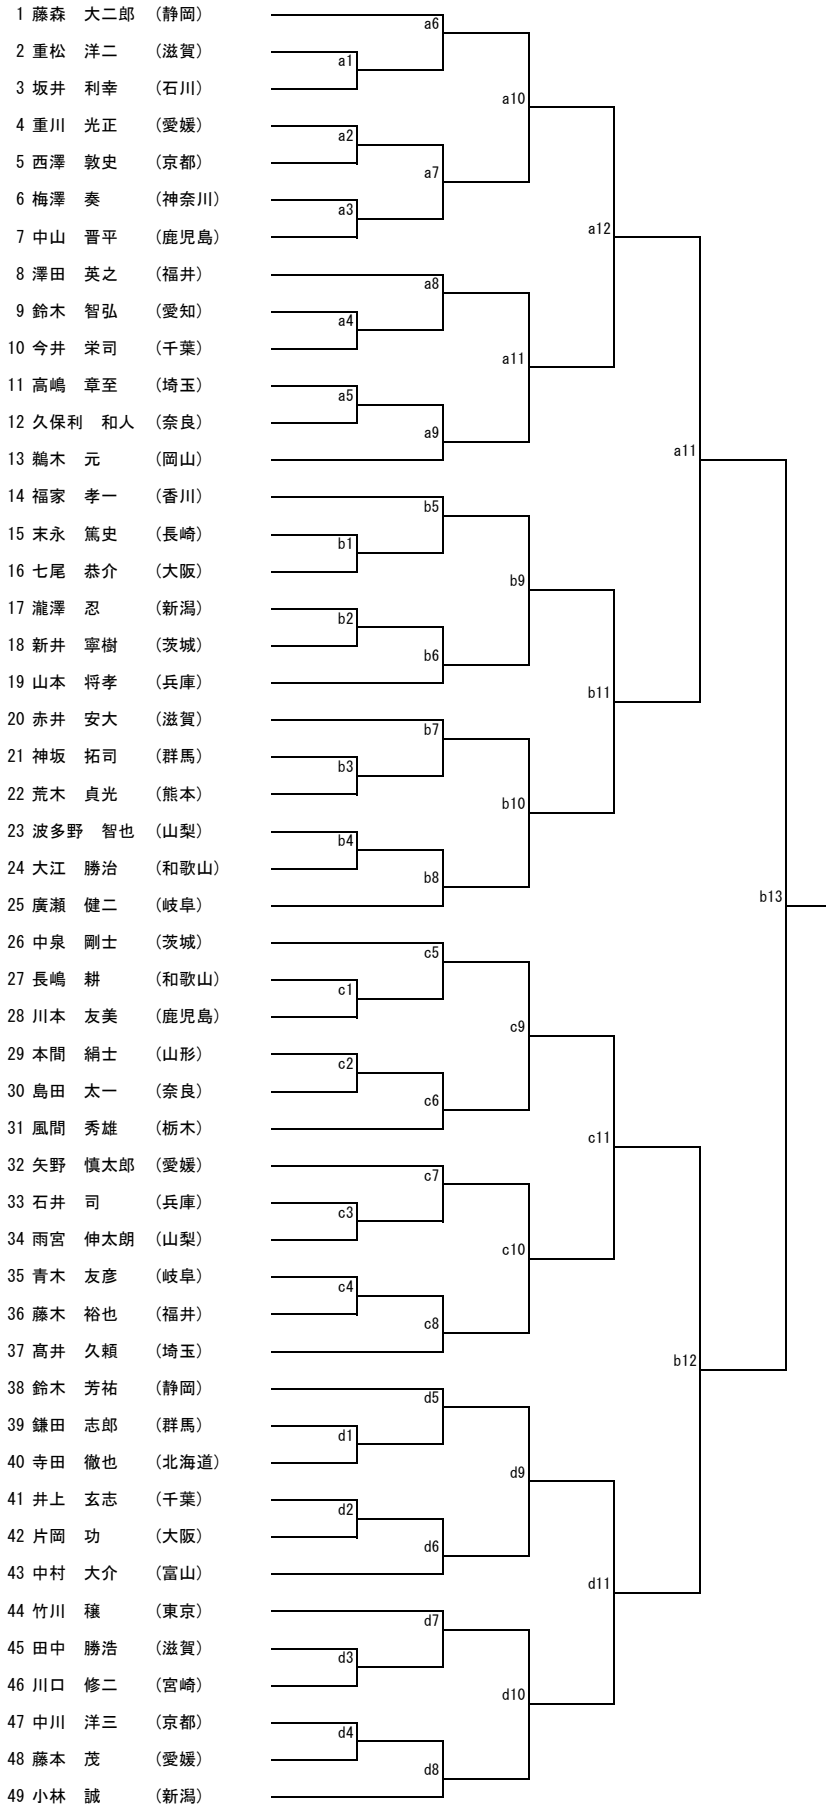 1 藤森　大二郎　（静岡）
a6
2 重松　洋二　（滋賀）
a1
3 坂井　利幸　（石川）
a10
4 重川　光正　（愛媛）
a2
5 西澤　敦史　（京都）
a7
6 梅澤　奏　（神奈川）
a3
7 中山　晋平　（鹿児島）
a12
8 澤田　英之　（福井）
a8
9 鈴木　智弘　（愛知）
a4
10 今井　栄司　（千葉）
a11
11 高嶋　章至　（埼玉）
a5
12 久保利　和人　（奈良）
a9
13 鵜木　元　（岡山）
a11
14 福家　孝一　（香川）
b5
15 末永　篤史　（長崎）
b1
16 七尾　恭介　（大阪）
b9
17 瀧澤　忍　（新潟）
b2
18 新井　寧樹　（茨城）
b6
19 山本　将孝　（兵庫）
b11
20 赤井　安大　（滋賀）
b7
21 神坂　拓司　（群馬）
b3
22 荒木　貞光　（熊本）
b10
23 波多野　智也　（山梨）
b4
24 大江　勝治　（和歌山）
b8
25 廣瀬　健二　（岐阜）
b13
26 中泉　剛士　（茨城）
c5
27 長嶋　耕　（和歌山）
c1
28 川本　友美　（鹿児島）
c9
29 本間　絹士　（山形）
c2
30 島田　太一　（奈良）
c6
31 風間　秀雄　（栃木）
c11
32 矢野　慎太郎　（愛媛）
c7
33 石井　司　（兵庫）
c3
34 雨宮　伸太朗　（山梨）
c10
35 青木　友彦　（岐阜）
c4
36 藤木　裕也　（福井）
c8
37 髙井　久頼　（埼玉）
b12
38 鈴木　芳祐　（静岡）
d5
39 鎌田　志郎　（群馬）
d1
40 寺田　徹也　（北海道）
d9
41 井上　玄志　（千葉）
d2
42 片岡　功　（大阪）
d6
43 中村　大介　（富山）
d11
44 竹川　穣　（東京）
d7
45 田中　勝浩　（滋賀）
d3
46 川口　修二　（宮崎）
d10
47 中川　洋三　（京都）
d4
48 藤本　茂　（愛媛）
d8
49 小林　誠　（新潟）